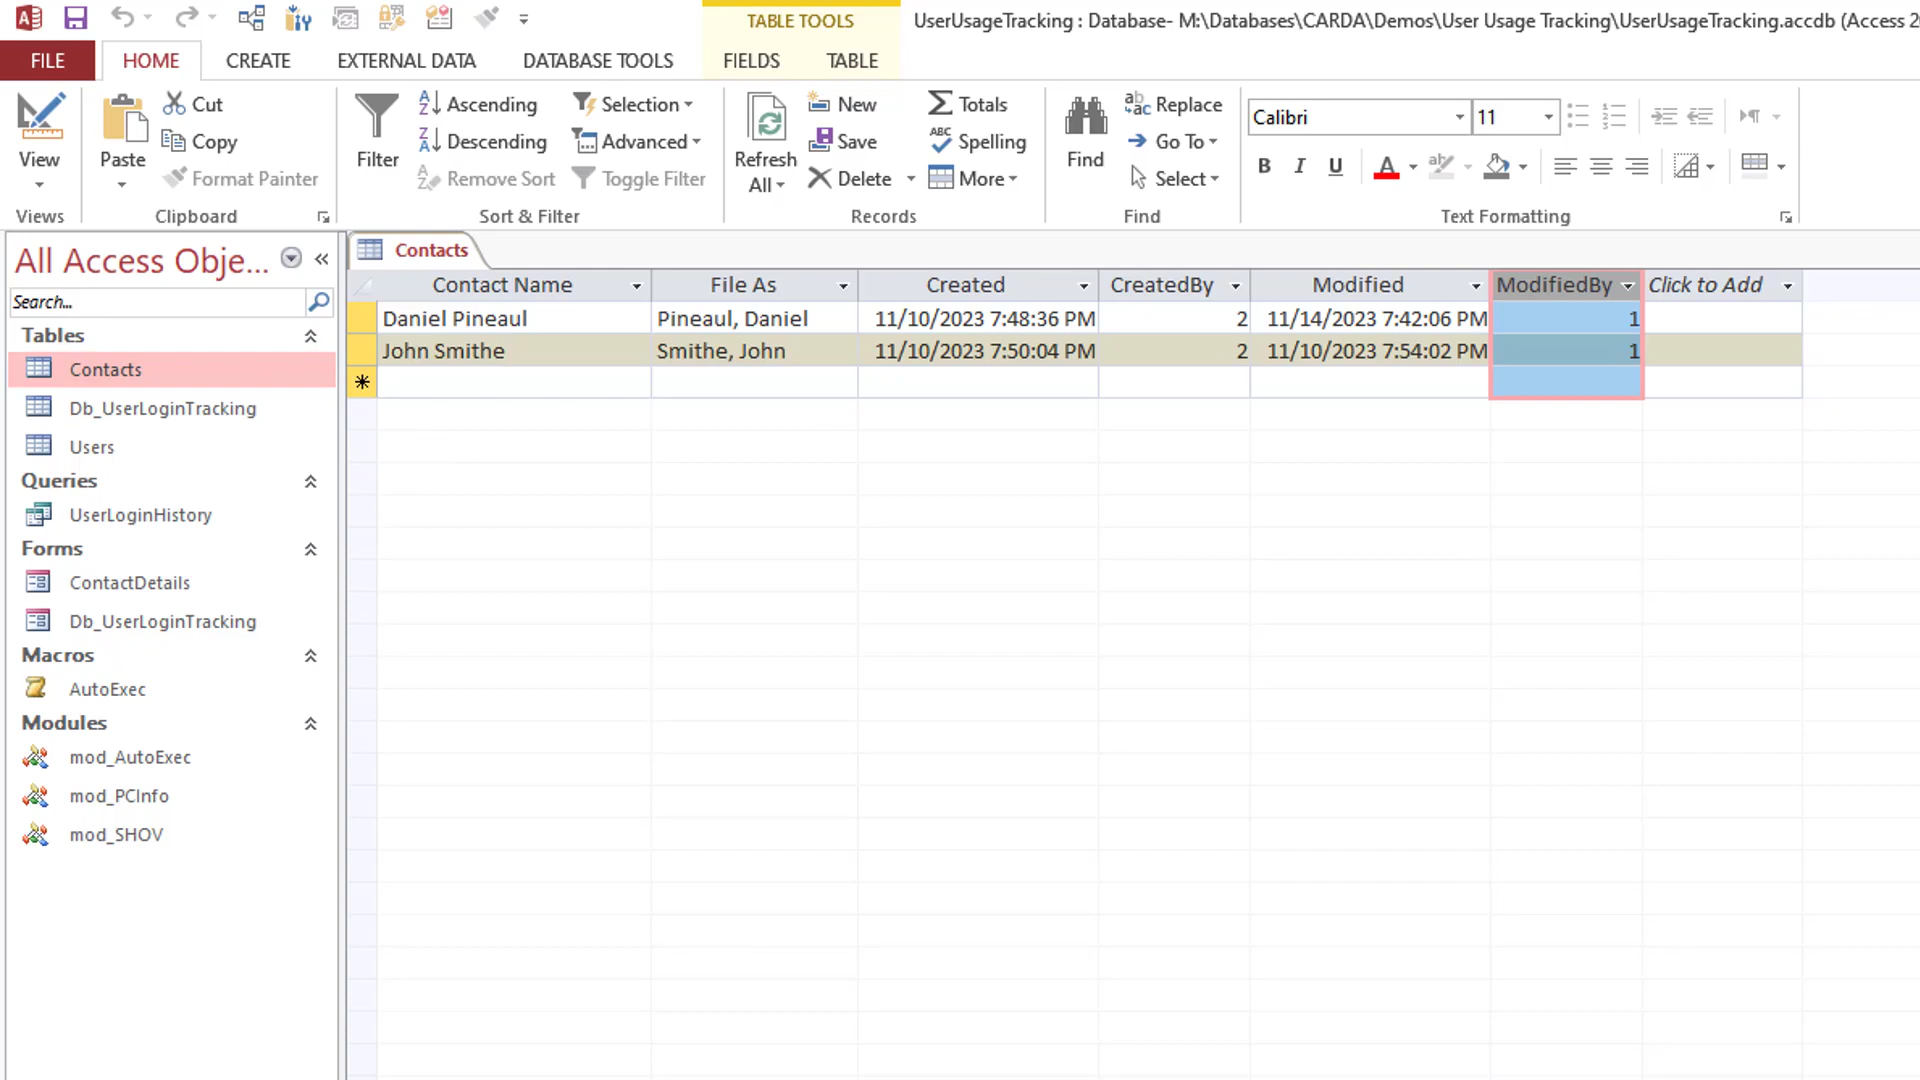 TABLE TOOLS
UserUsageTracking : Database- M:\Databases\CARDA\Demos\User Usage Tracking\UserUsageTracking.accdb (Access 2
FILE HOME CREATE EXTERNAL DATA DATABASE TOOLS FIELDS TABLE
View
Views
Paste
Cut
Copy
Format Painter
Clipboard
Filter
Ascending
Descending
Remove Sort
Selection
Advanced
Toggle Filter
Sort & Filter
Refresh
All
New
Save
Delete
Totals
Spelling
More
Records
Find
Replace
Go To
Select
Find
Calibri 11
B I U A
Text Formatting
All Access Obje...
Search...
Tables
Contacts
Db_UserLoginTracking
Users
Queries
UserLoginHistory
Forms
ContactDetails
Db_UserLoginTracking
Macros
AutoExec
Modules
mod_AutoExec
mod_PCInfo
mod_SHOV
Contacts
Contact Name File As Created CreatedBy Modified ModifiedBy Click to Add
Daniel Pineaul Pineaul, Daniel 11/10/2023 7:48:36 PM 2 11/14/2023 7:42:06 PM 1
John Smithe Smithe, John 11/10/2023 7:50:04 PM 2 11/10/2023 7:54:02 PM 1